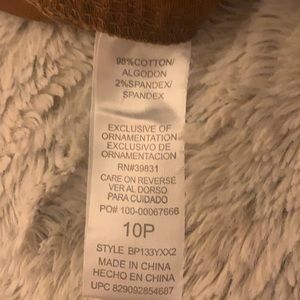 98%COTTON/
ALGODON
2%SPANDEX/
SPANDEX
EXCLUSIVE OF
ORNAMENTATION
EXCLUSIVO DE
ORNAMENTACION
RN#39831
CARE ON REVERSE
VER AL DORSO
PARA CUIDADO
PO# 100-00067666
10P
STYLE BP133YXX2
MADE IN CHINA
HECHO EN CHINA
UPC 829092854687